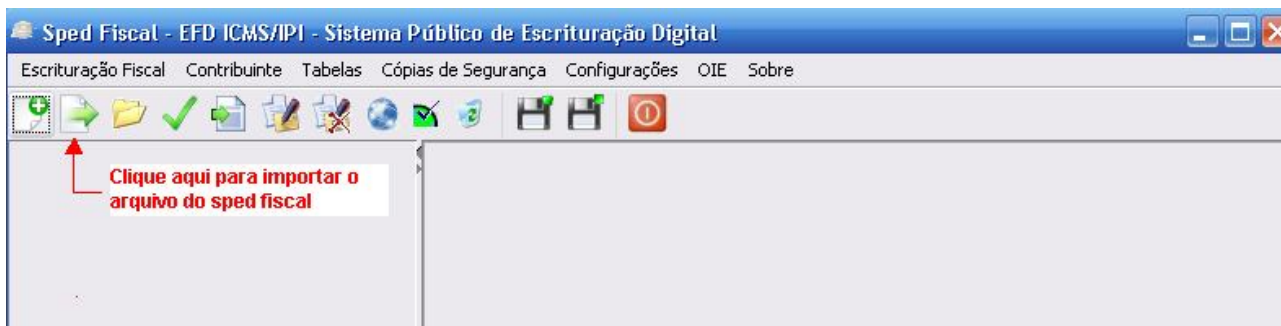 Sped Fiscal - EFD ICMS/IPI - Sistema Público de Escrituração Digital
Escrituração Fiscal Contribuinte Tabelas Cópias de Segurança Configurações OIE Sobre
Clique aqui para importar o
arquivo do sped fiscal